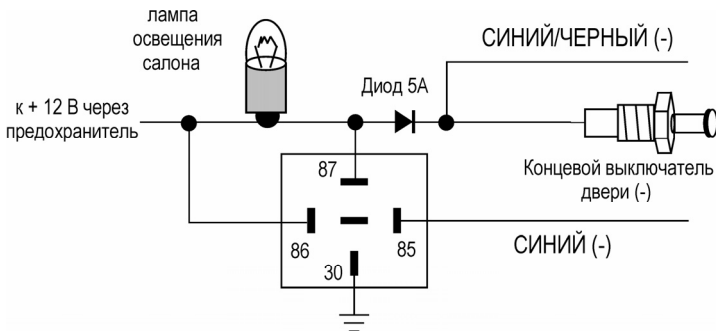 лампа
освещения
салона
СИНИЙ/ЧЕРНЫЙ (-)
Диод 5А
к + 12 В через
предохранитель
Концевой выключатель
двери (-)
87
86
85
30
СИНИЙ (-)